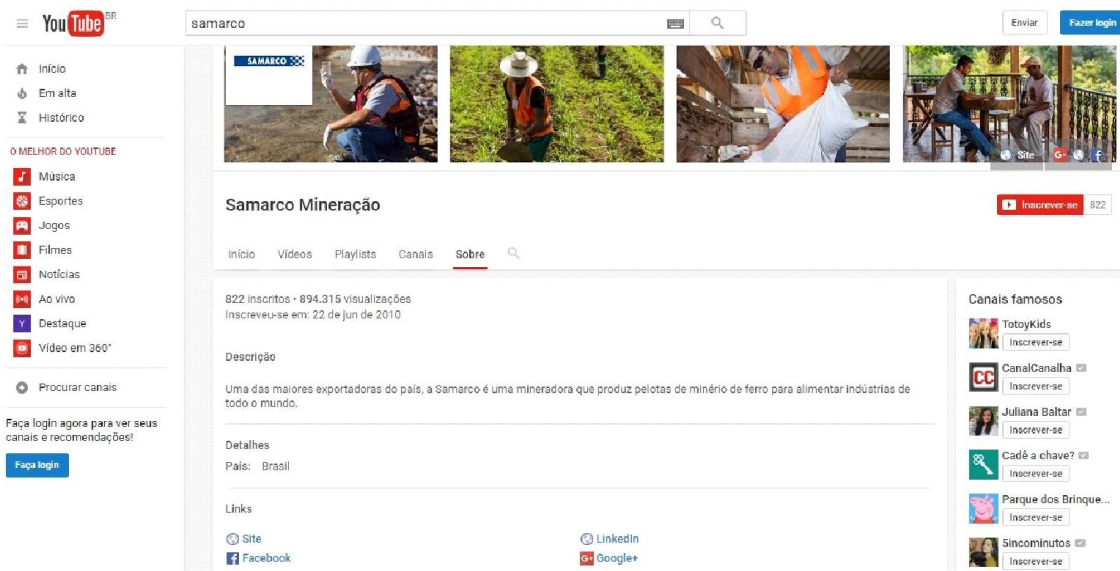 YouTube BR
samarco
Enviar
Fazer login
Início
Em alta
Histórico
O MELHOR DO YOUTUBE
Música
Esportes
Jogos
Filmes
Notícias
Ao vivo
Destaque
Vídeo em 360°
Procurar canais
Faça login agora para ver seus
canais e recomendações!
Faça login
SAMARCO
Site
G+
Samarco Mineração
Inscrever-se 822
Início Vídeos Playlists Canais Sobre
822 inscritos • 894.315 visualizações
Inscreveu-se em: 22 de jun de 2010
Descrição
Uma das maiores exportadoras do país, a Samarco é uma mineradora que produz pelotas de minério de ferro para alimentar indústrias de
todo o mundo.
Detalhes
País: Brasil
Links
Site
LinkedIn
Facebook
Google+
Canais famosos
TotoyKids
Inscrever-se
CC
CanalCanalha
Inscrever-se
Juliana Baltar
Inscrever-se
Cadê a chave?
Inscrever-se
Parque dos Brinque...
Inscrever-se
5incominutos
Inscrever-se